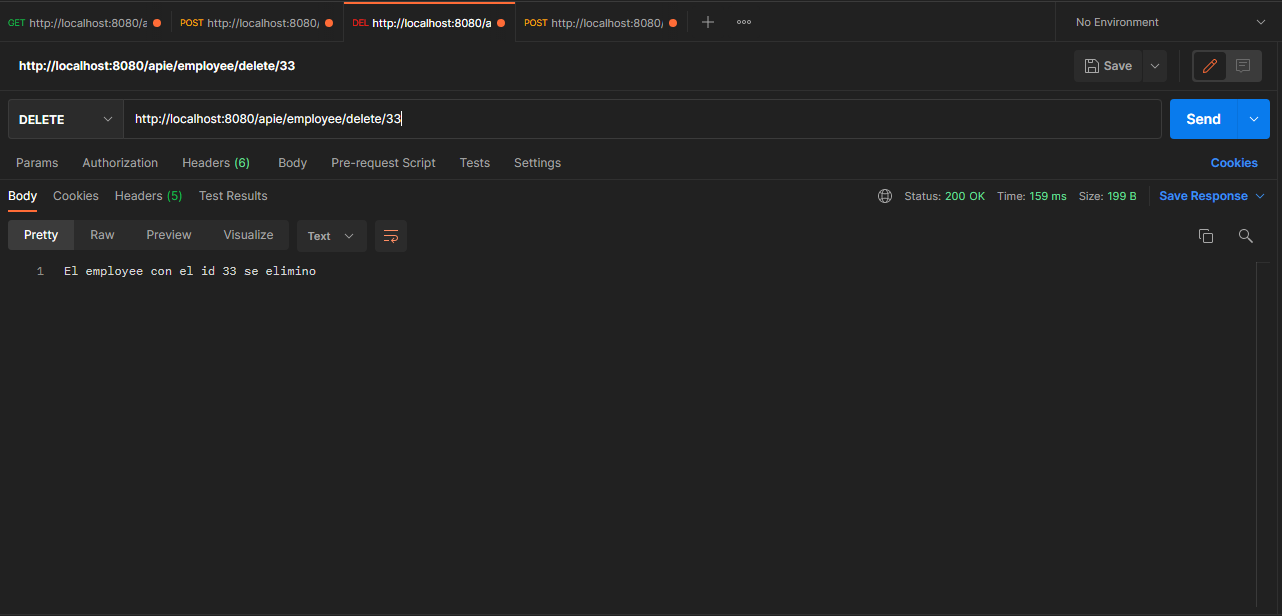 GET http://localhost:8080/a POST http://localhost:8080/ DEL http://localhost:8080/a POST http://localhost:8080/ No Environment
http://localhost:8080/apie/employee/delete/33 Save
DELETE http://localhost:8080/apie/employee/delete/33 Send
Params Authorization Headers (6) Body Pre-request Script Tests Settings Cookies
Body Cookies Headers (5) Test Results Status: 200 OK Time: 159 ms Size: 199 B Save Response
Pretty Raw Preview Visualize Text
1 El employee con el id 33 se elimino